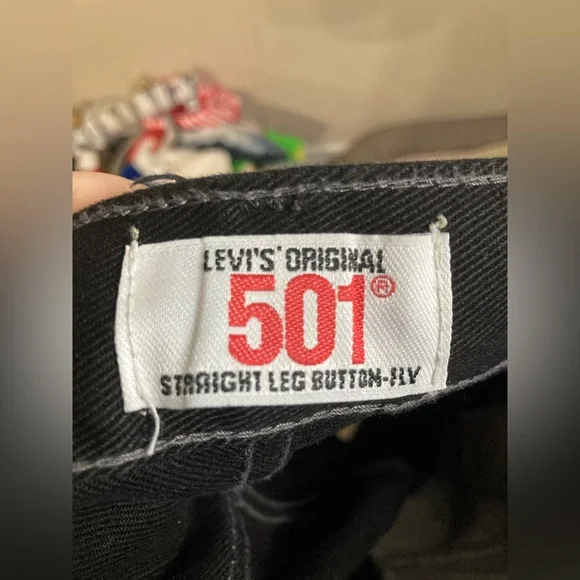 LEVI'S® ORIGINAL
501®
STRAIGHT LEG BUTTON-FLY